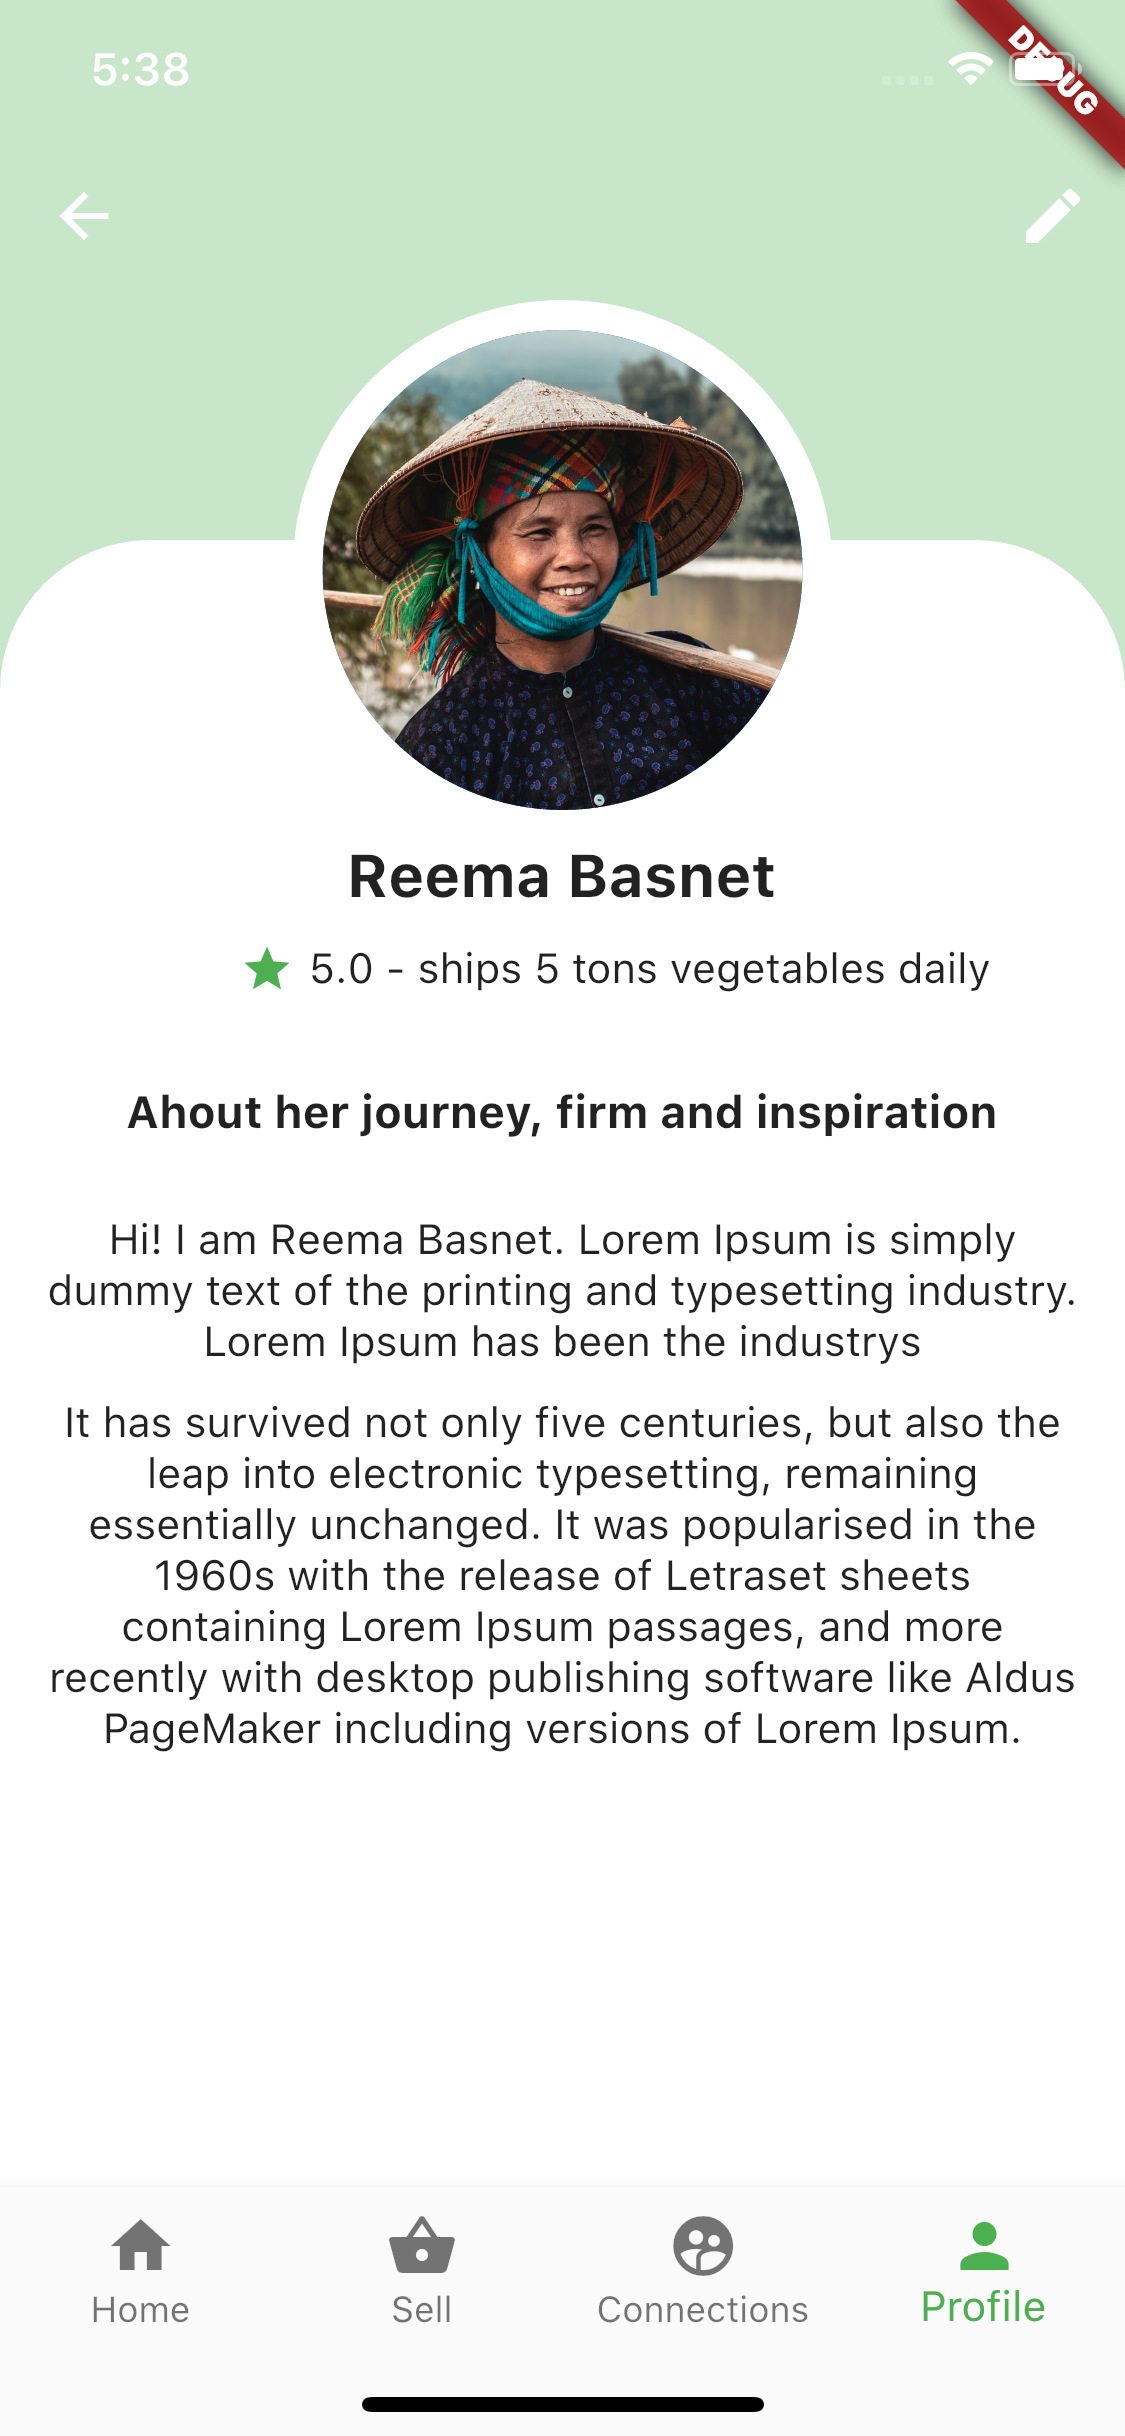 5:38
DEBUG
Reema Basnet
5.0 - ships 5 tons vegetables daily
Ahout her journey, firm and inspiration
Hi! I am Reema Basnet. Lorem Ipsum is simply
dummy text of the printing and typesetting industry.
Lorem Ipsum has been the industrys
It has survived not only five centuries, but also the
leap into electronic typesetting, remaining
essentially unchanged. It was popularised in the
1960s with the release of Letraset sheets
containing Lorem Ipsum passages, and more
recently with desktop publishing software like Aldus
PageMaker including versions of Lorem Ipsum.
Home
Sell
Connections
Profile